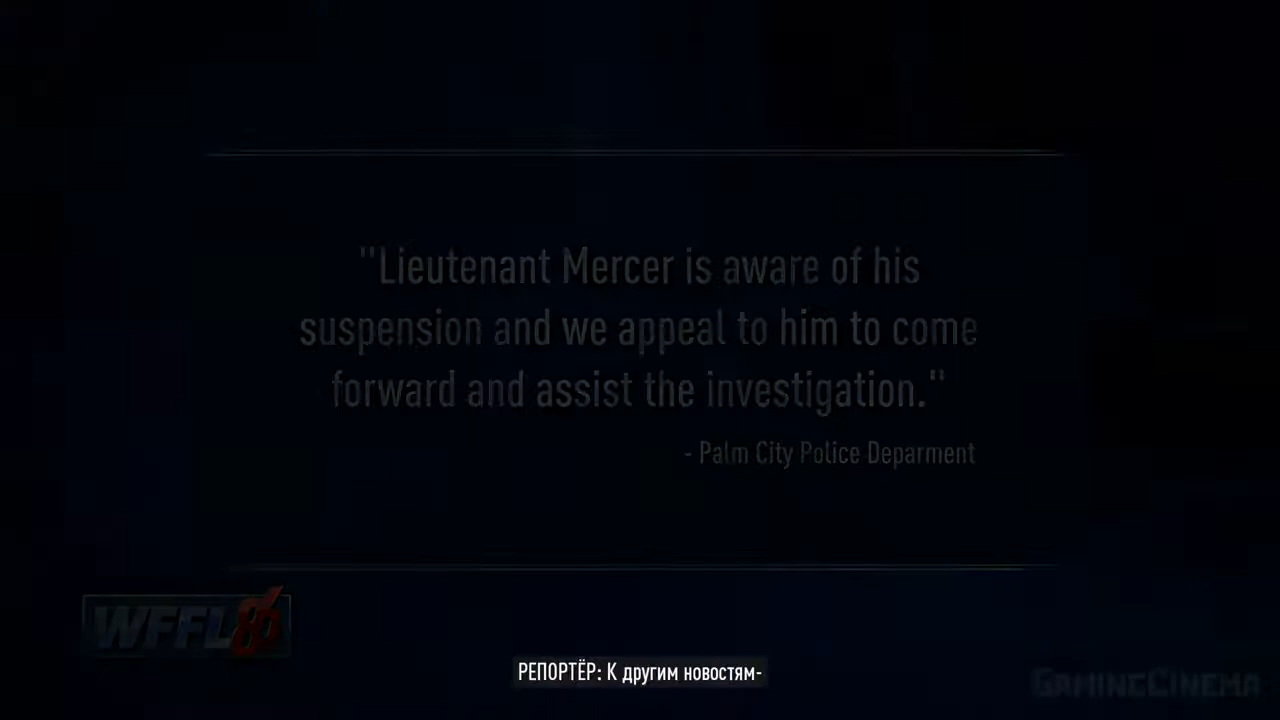 "Lieutenant Mercer is aware of his
suspension and we appeal to him to come
forward and assist the investigation."
- Palm City Police Deparment
WFFL86
РЕПОРТЁР: К другим новостям-
GamingCinema